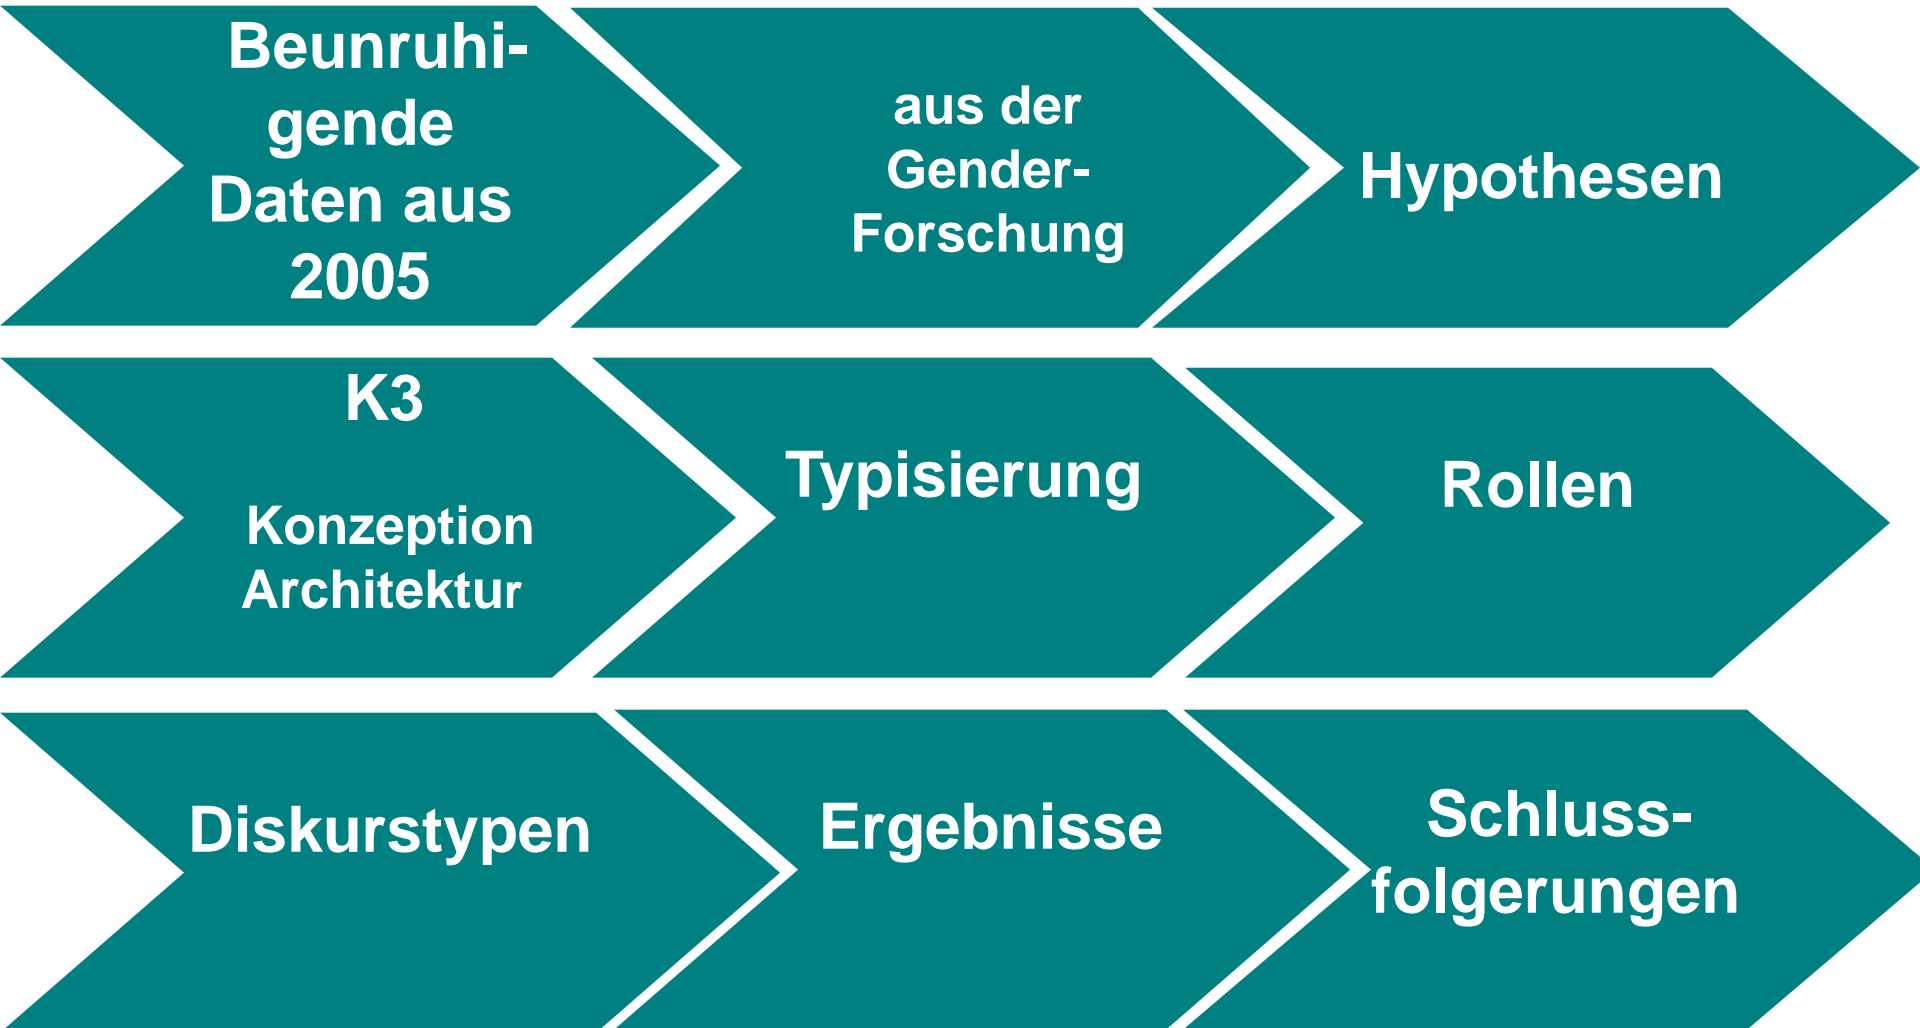 Beunruhi-
gende
Daten aus
2005
aus der
Gender-
Forschung
Hypothesen
K3
Konzeption
Architektur
Typisierung
Rollen
Diskurstypen
Ergebnisse
Schluss-
folgerungen